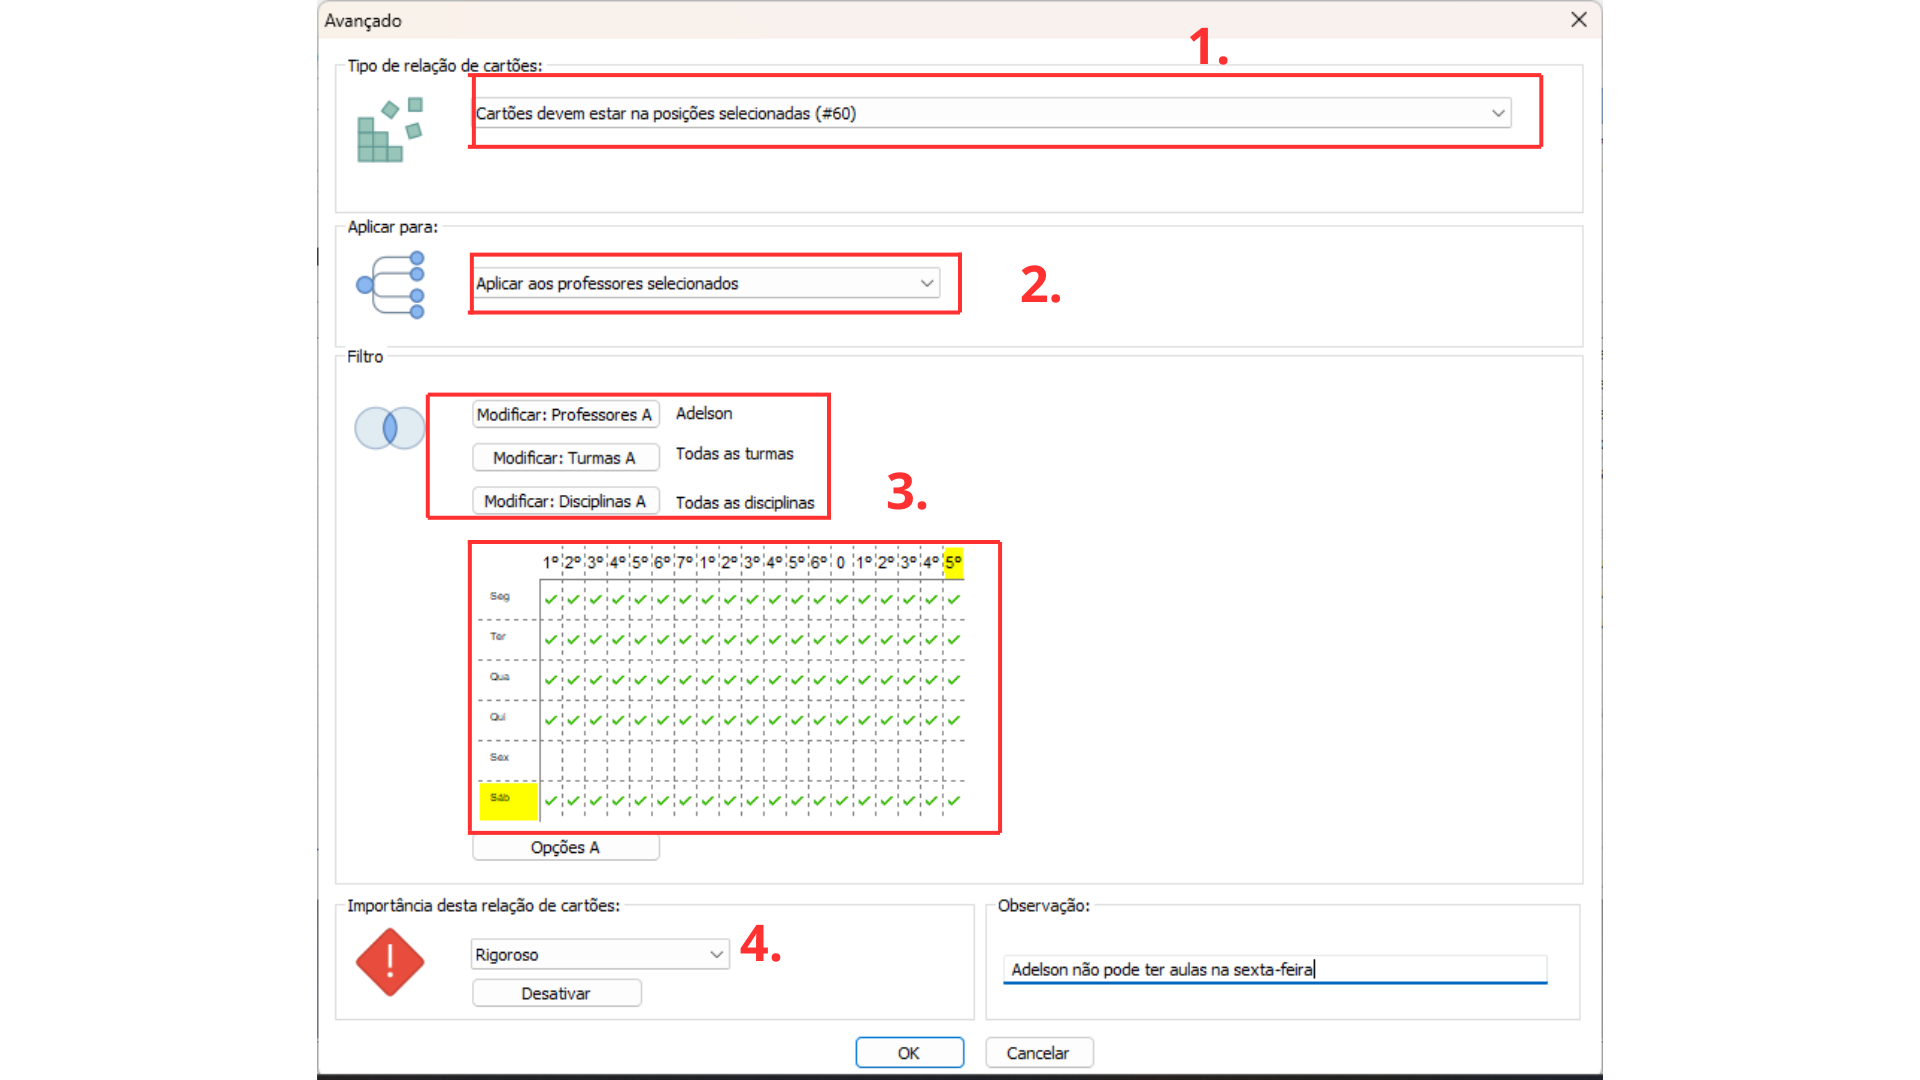 Avançado
1.
Tipo de relação de cartões:
Cartões devem estar na posições selecionadas (#60)
Aplicar para:
Aplicar aos professores selecionados
2.
Filtro
Modificar: Professores A Adelson
Modificar: Turmas A Todas as turmas
Modificar: Disciplinas A Todas as disciplinas
3.
1º 2º 3º 4º 5º 6º 7º 1º 2º 3º 4º 5º 6º 0 1º 2º 3º 4º 5º
Seg
Ter
Qua
Qui
Sex
Sáb
Opções A
Importância desta relação de cartões:
Rigoroso
4.
Desativar
Observação:
Adelson não pode ter aulas na sexta-feira
OK Cancelar